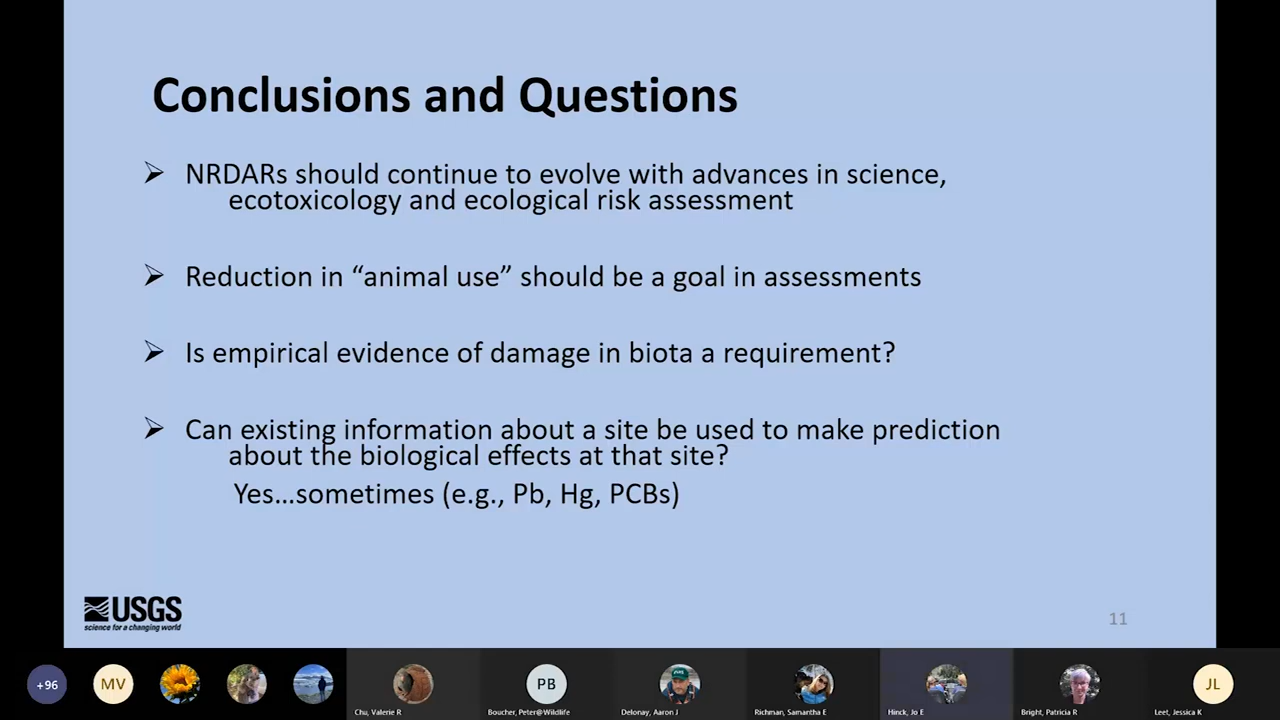 Conclusions and Questions
NRDARs should continue to evolve with advances in science,
ecotoxicology and ecological risk assessment
Reduction in “animal use” should be a goal in assessments
Is empirical evidence of damage in biota a requirement?
Can existing information about a site be used to make prediction
about the biological effects at that site?
Yes…sometimes (e.g., Pb, Hg, PCBs)
USGS
science for a changing world
11
+96
MV
PB
JL
Chu, Valerie R
Boucher, Peter@Wildlife
Delonay, Aaron J
Richman, Samantha E
Hinck, Jo E
Bright, Patricia R
Leet, Jessica K